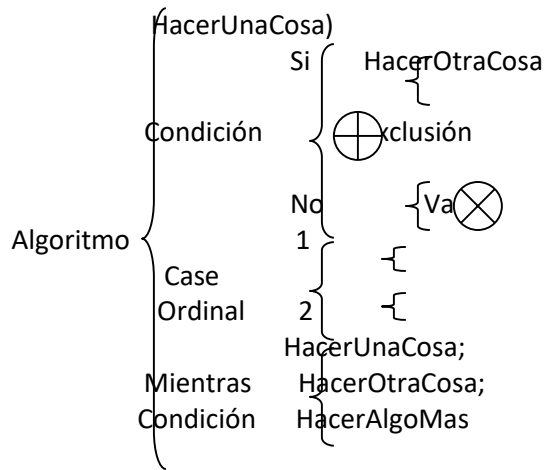 HacerUnaCosa)
Si HacerOtraCosa
Condición xclusión
No Va
Algoritmo 1
Case
Ordinal 2
HacerUnaCosa;
Mientras HacerOtraCosa;
Condición HacerAlgoMas